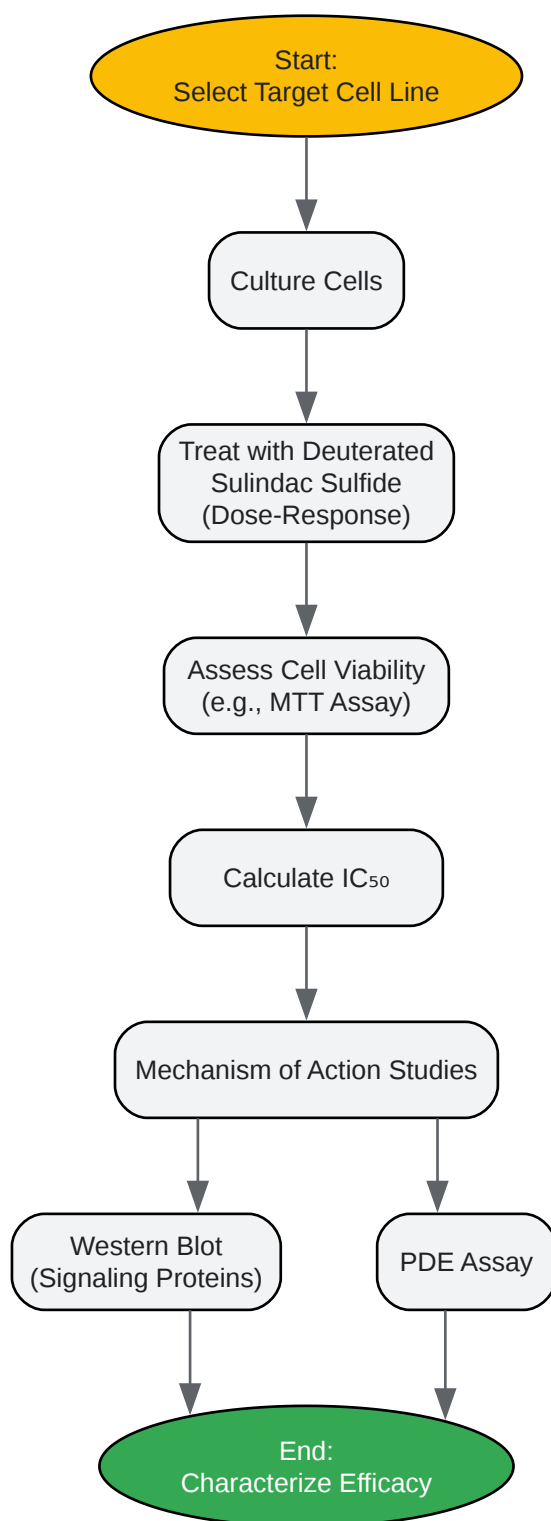 Start:
Select Target Cell Line
Culture Cells
Treat with Deuterated
Sulindac Sulfide
(Dose-Response)
Assess Cell Viability
(e.g., MTT Assay)
Calculate IC₅₀
Mechanism of Action Studies
Western Blot
(Signaling Proteins)
PDE Assay
End:
Characterize Efficacy